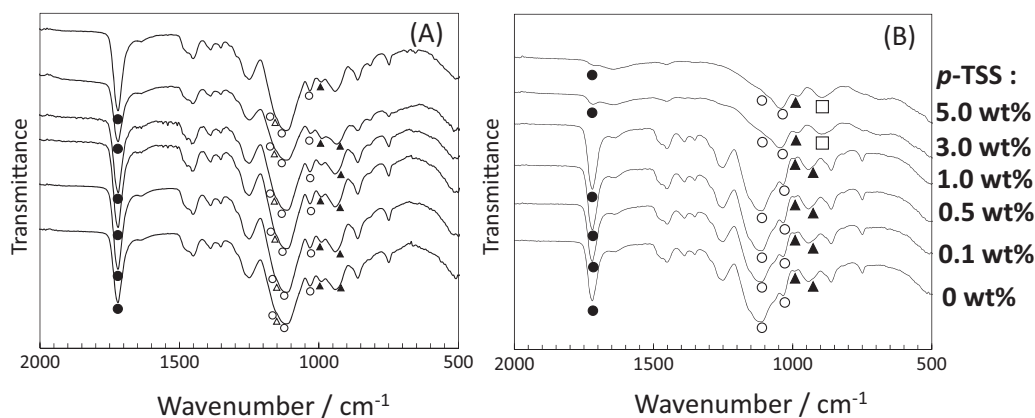 (A)
(B)
p-TSS :
5.0 wt%
3.0 wt%
1.0 wt%
0.5 wt%
0.1 wt%
0 wt%
Transmittance
Transmittance
2000 1500 1000 500
2000 1500 1000 500
Wavenumber / cm⁻¹
Wavenumber / cm⁻¹